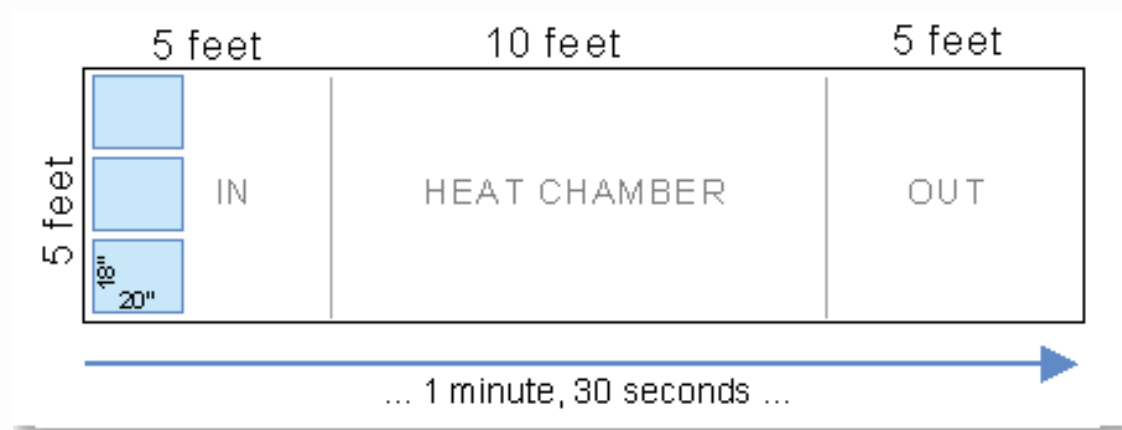 5 feet
10 feet
5 feet
5 feet
IN
HEAT CHAMBER
OUT
18"
20"
... 1 minute, 30 seconds ...